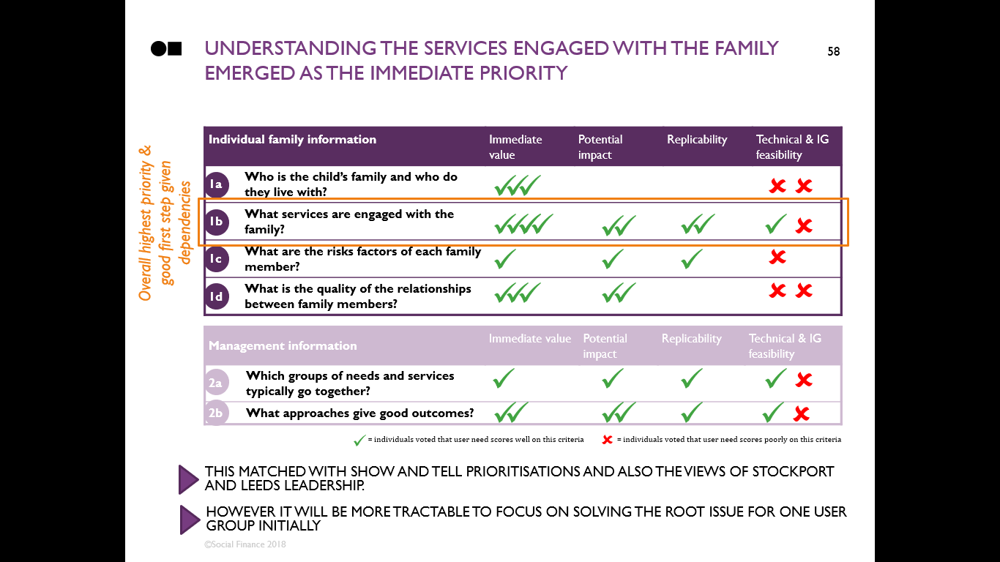 UNDERSTANDING THE SERVICES ENGAGED WITH THE FAMILY
EMERGED AS THE IMMEDIATE PRIORITY
58
Overall highest priority &
good first step given
dependencies
Individual family information
Immediate
value
Potential
impact
Replicability
Technical & IG
feasibility
1a
Who is the child’s family and who do
they live with?
1b
What services are engaged with the
family?
1c
What are the risks factors of each family
member?
1d
What is the quality of the relationships
between family members?
Management information
Immediate value
Potential
impact
Replicability
Technical & IG
feasibility
2a
Which groups of needs and services
typically go together?
2b
What approaches give good outcomes?
= individuals voted that user need scores well on this criteria
= individuals voted that user need scores poorly on this criteria
THIS MATCHED WITH SHOW AND TELL PRIORITISATIONS AND ALSO THE VIEWS OF STOCKPORT
AND LEEDS LEADERSHIP.
HOWEVER IT WILL BE MORE TRACTABLE TO FOCUS ON SOLVING THE ROOT ISSUE FOR ONE USER
GROUP INITIALLY
©Social Finance 2018